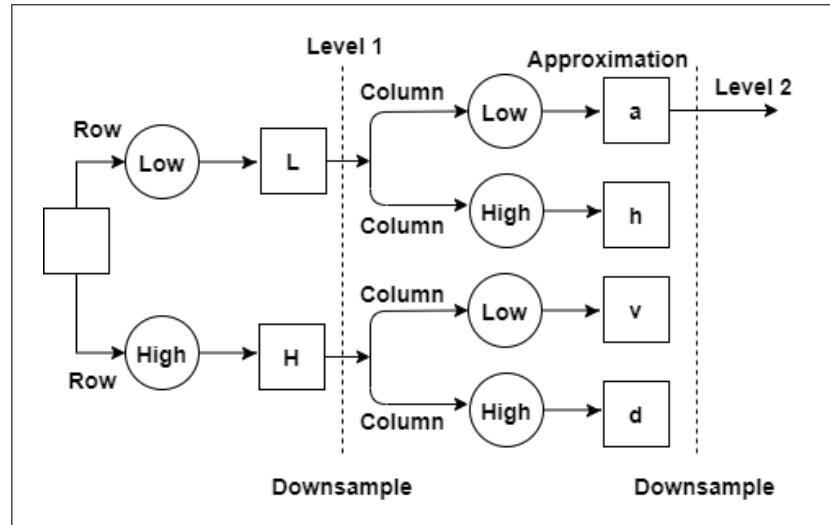 Level 1
Approximation
Level 2
Column
Low
a
Row
Low
L
Column
High
h
Column
Low
v
Row
High
H
Column
High
d
Downsample
Downsample